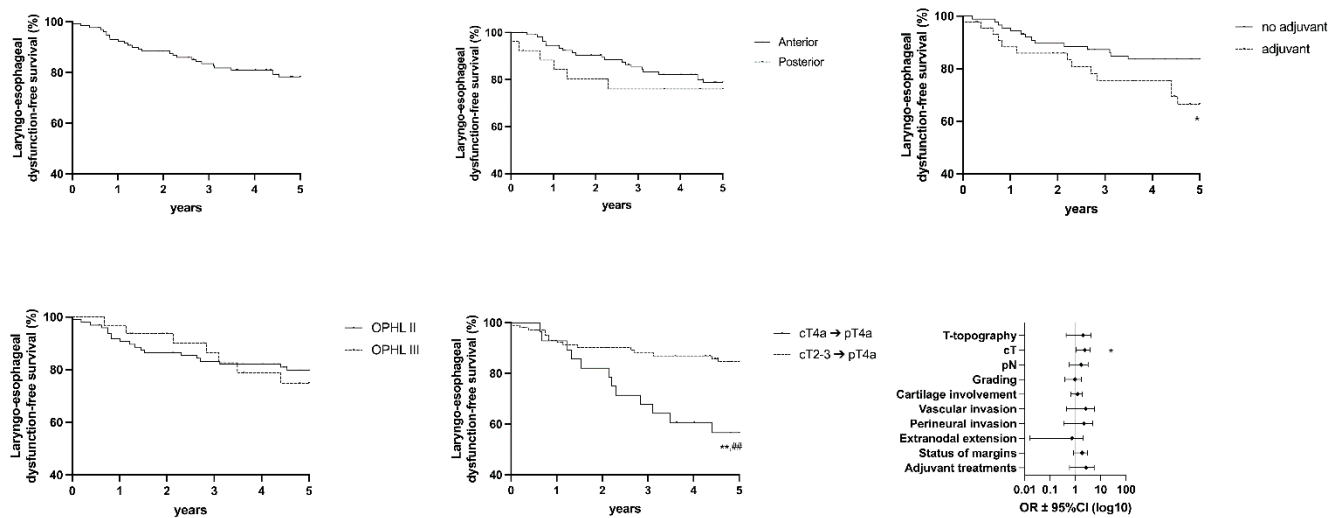 Laryngo-esophageal
dysfunction-free survival (%)
100
80
60
40
0 1 2 3 4 5
years
Laryngo-esophageal
dysfunction-free survival (%)
100
80
60
40
0 1 2 3 4 5
years
Anterior
Posterior
Laryngo-esophageal
dysfunction-free survival (%)
100
80
60
40
0 1 2 3 4 5
years
no adjuvant
adjuvant
*
Laryngo-esophageal
dysfunction-free survival (%)
100
80
60
40
0 1 2 3 4 5
years
OPHL II
OPHL III
Laryngo-esophageal
dysfunction-free survival (%)
100
80
60
40
0 1 2 3 4 5
years
cT4a ➔ pT4a
cT2-3 ➔ pT4a
**,##
T-topography
cT
*
pN
Grading
Cartilage involvement
Vascular invasion
Perineural invasion
Extranodal extension
Status of margins
Adjuvant treatments
0.01 0.1 1 10 100
OR ± 95%CI (log10)